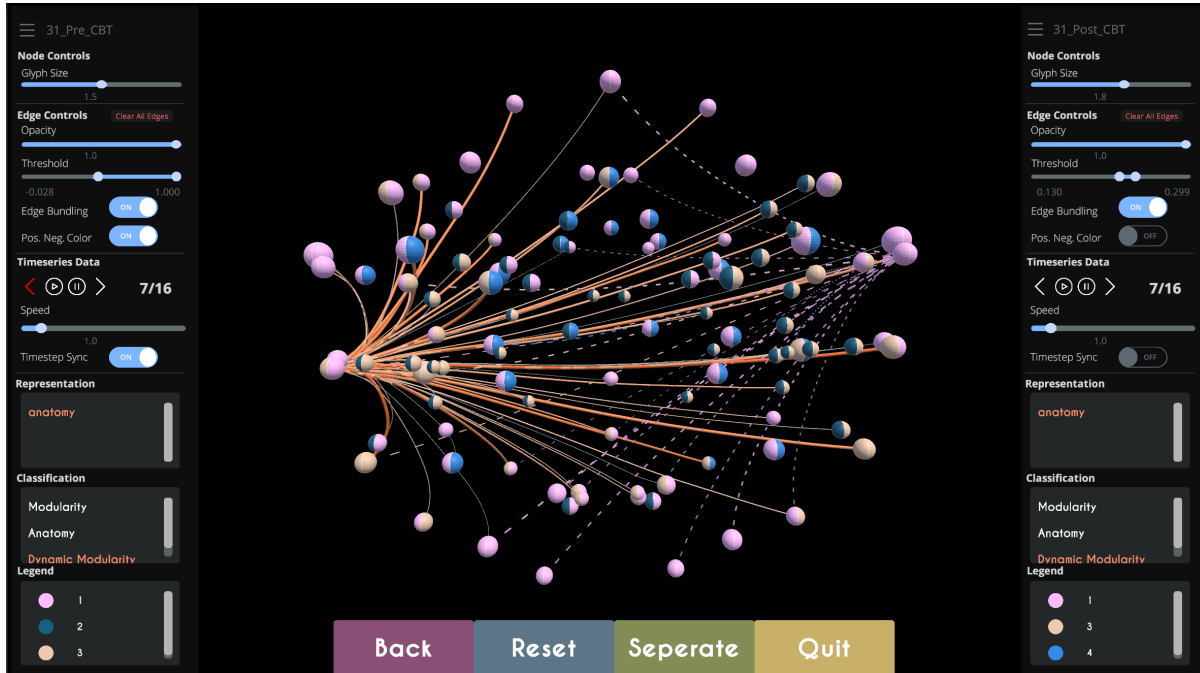 31_Pre_CBT
Node Controls
Glyph Size
1.5
Edge Controls Clear All Edges
Opacity
1.0
Threshold
-0.028 1.000
Edge Bundling ON
Pos. Neg. Color ON
Timeseries Data
7/16
Speed
1.0
Timestep Sync ON
Representation
anatomy
Classification
Modularity
Anatomy
Dynamic Modularity
Legend
1
2
3
Back Reset Seperate Quit
31_Post_CBT
Node Controls
Glyph Size
1.8
Edge Controls Clear All Edges
Opacity
1.0
Threshold
0.130 0.299
Edge Bundling ON
Pos. Neg. Color OFF
Timeseries Data
7/16
Speed
1.0
Timestep Sync OFF
Representation
anatomy
Classification
Modularity
Anatomy
Dynamic Modularity
Legend
1
3
4